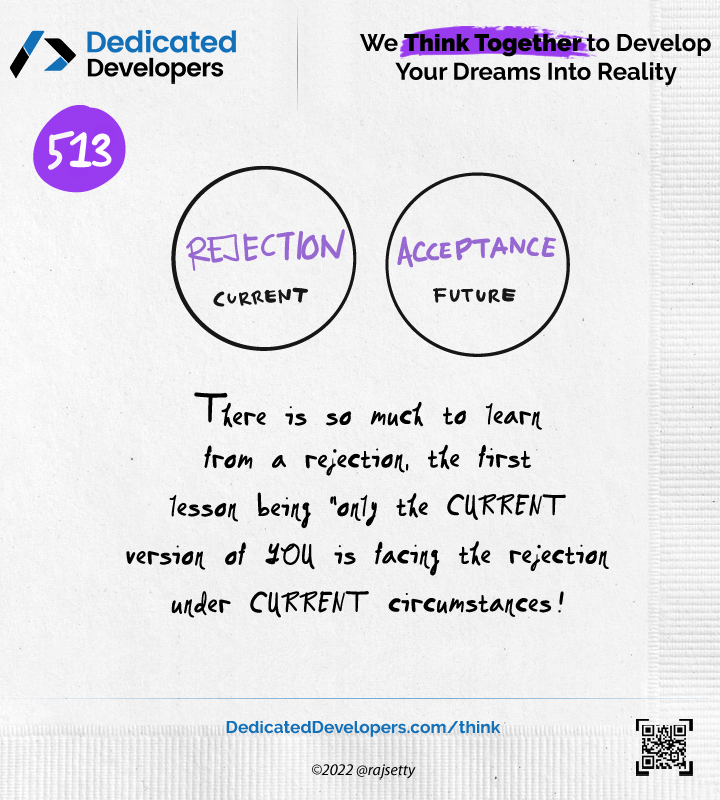 Dedicated
Developers
We Think Together to Develop
Your Dreams Into Reality
513
REJECTION
CURRENT
ACCEPTANCE
FUTURE
There is so much to learn
from a rejection, the first
lesson being "only the CURRENT
version of YOU is facing the rejection
under CURRENT circumstances!
DedicatedDevelopers.com/think
©2022 @rajsetty